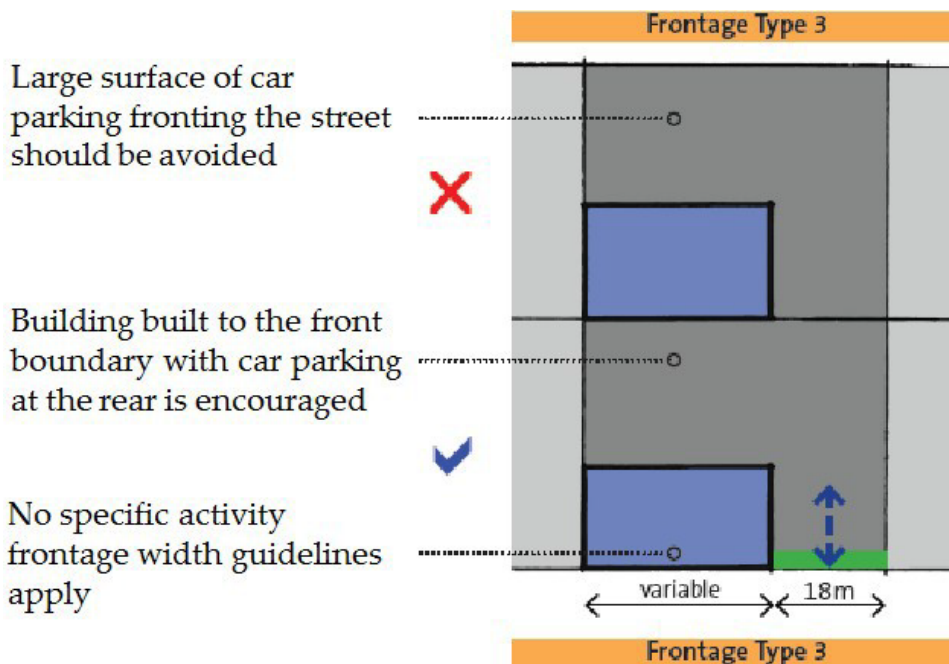 Frontage Type 3
Large surface of car
parking fronting the street
should be avoided
Building built to the front
boundary with car parking
at the rear is encouraged
No specific activity
frontage width guidelines
apply
variable
18m
Frontage Type 3